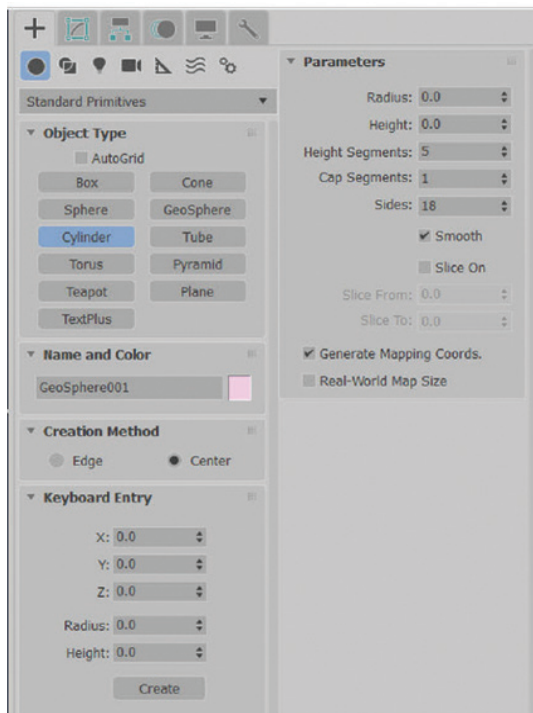 Standard Primitives
Object Type
AutoGrid
Box Cone
Sphere GeoSphere
Cylinder Tube
Torus Pyramid
Teapot Plane
TextPlus
Name and Color
GeoSphere001
Creation Method
Edge Center
Keyboard Entry
X: 0.0
Y: 0.0
Z: 0.0
Radius: 0.0
Height: 0.0
Create
Parameters
Radius: 0.0
Height: 0.0
Height Segments: 5
Cap Segments: 1
Sides: 18
Smooth
Slice On
Slice From: 0.0
Slice To: 0.0
Generate Mapping Coords.
Real-World Map Size